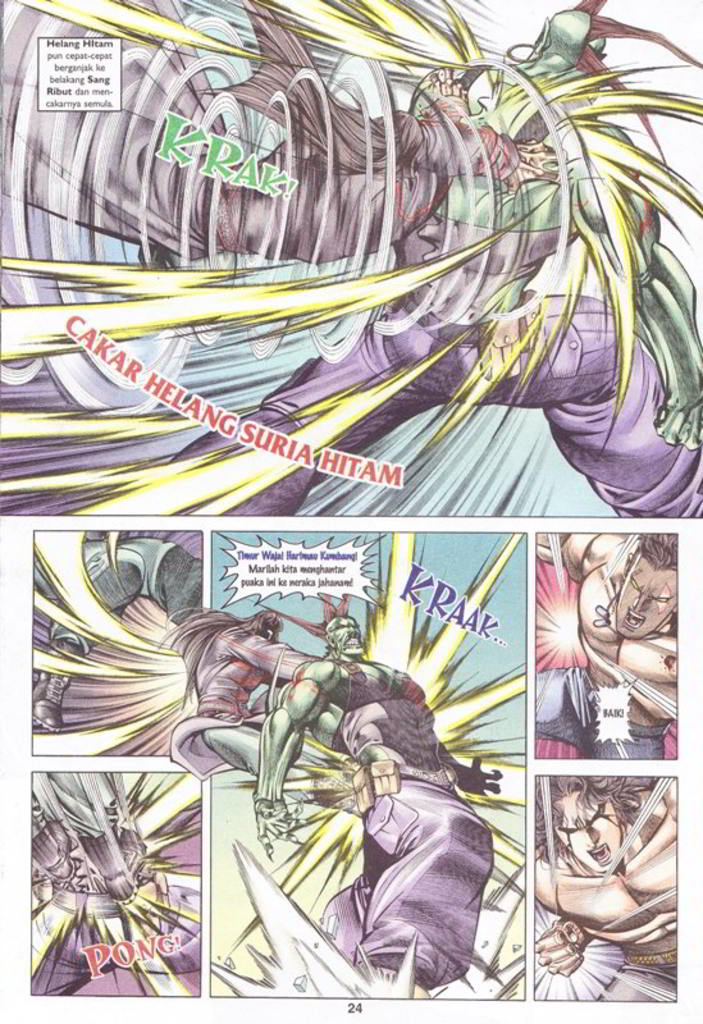 Helang Hitam
pun cepat-cepat
berganjak ke
belakang Sang
Ribut dan men-
cakarnya semula.
KRAK!
CAKAR HELANG SURIA HITAM
Timur Waja! Harimau Kumbang!
Marilah kita menghantar
puaka ini ke neraka jahanam!
KRAAK...
BAIK!
PONG!
24